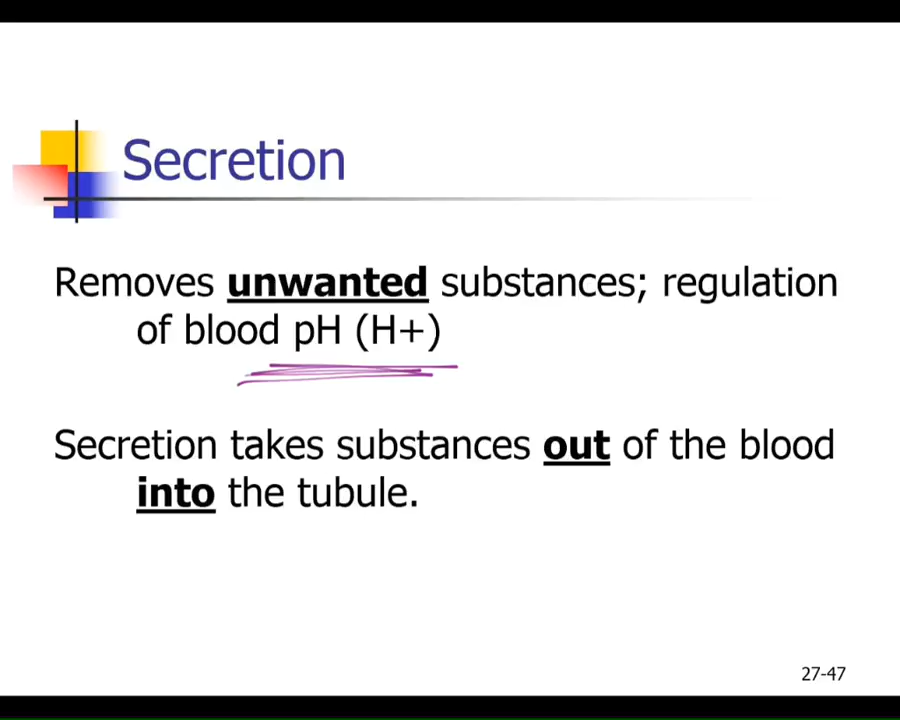 Secretion
Removes unwanted substances; regulation
of blood pH (H+)
Secretion takes substances out of the blood
into the tubule.
27-47